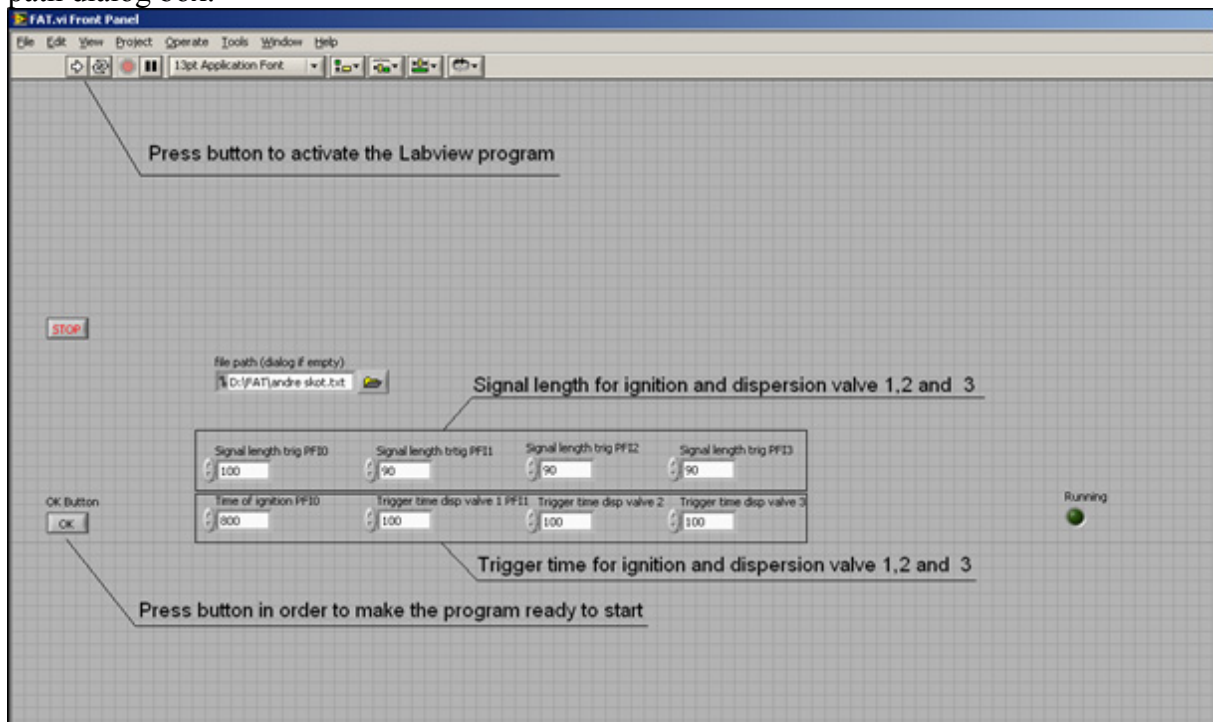 path dialog box.
FAT.vi Front Panel
File Edit View Project Operate Tools Window Help
13pt Application Font
Press button to activate the Labview program
STOP
file path (dialog if empty)
D:\FAT\andre skot.txt
Signal length for ignition and dispersion valve 1,2 and 3
Signal length trig PFI0 Signal length trtig PFI1 Signal length trig PFI2 Signal length trig PFI3
100 90 90 90
OK Button Time of ignition PFI0 Trigger time disp valve 1 PFI1 Trigger time disp valve 2 Trigger time disp valve 3 Running
OK 800 100 100 100
Trigger time for ignition and dispersion valve 1,2 and 3
Press button in order to make the program ready to start